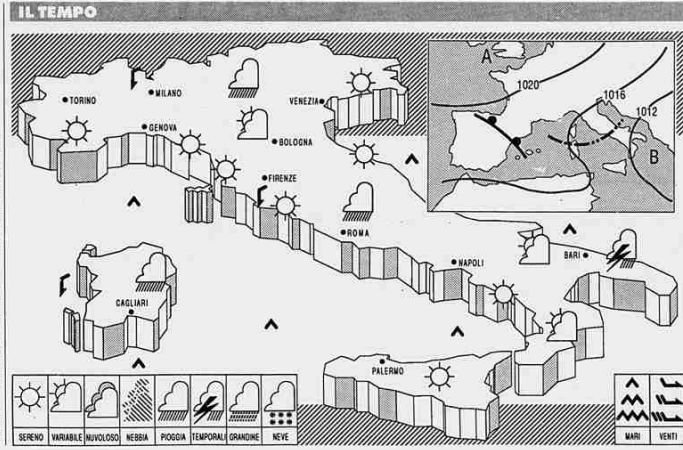 IL TEMPO
A
1020
1016
1012
B
TORINO
MILANO
VENEZIA
GENOVA
BOLOGNA
FIRENZE
ROMA
BARI
NAPOLI
CAGLIARI
PALERMO
SERENO VARIABILE NUVOLOSO NEBBIA PIOGGIA TEMPORALI GRANDINE NEVE
MARI VENTI